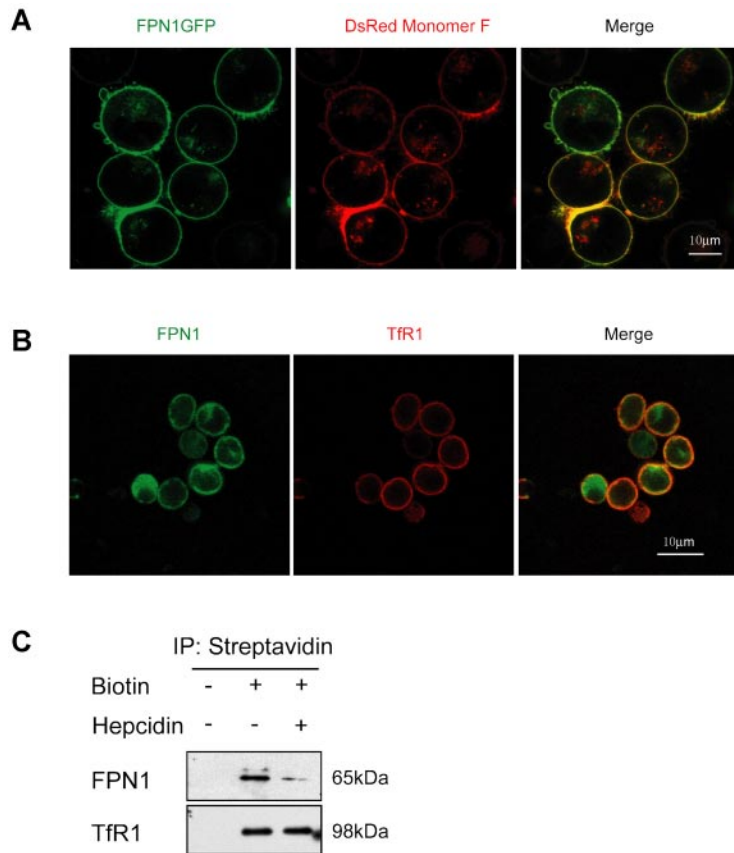 A
FPN1GFP DsRed Monomer F Merge
10μm
B
FPN1 TfR1 Merge
10μm
C
IP: Streptavidin
Biotin - + +
Hepcidin - - +
FPN1 65kDa
TfR1 98kDa